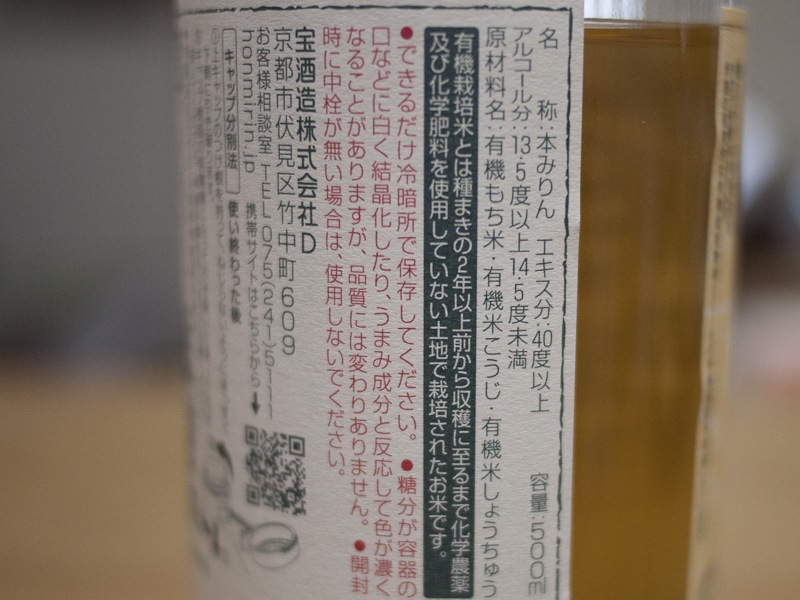 名 称:本みりん エキス分:40度以上 容量:500ml
アルコール分:13.5度以上14.5度未満
原材料名:有機もち米・有機米こうじ・有機米しょうちゅう
有機栽培米とは種まきの2年以上前から収穫に至るまで化学農薬
及び化学肥料を使用していない土地で栽培されたお米です。
●できるだけ冷暗所で保存してください。 ●糖分が容器の
口などに白く結晶化したり、うまみ成分と反応して色が濃く
なることがありますが、品質には変わりありません。 ●開封
時に中栓が無い場合は、使用しないでください。
宝酒造株式会社D
京都市伏見区竹中町609
お客様相談室 TEL 075(241)5111
honmirin.jp 携帯サイトはこちらから→
キャップ分別法 使い終わった後